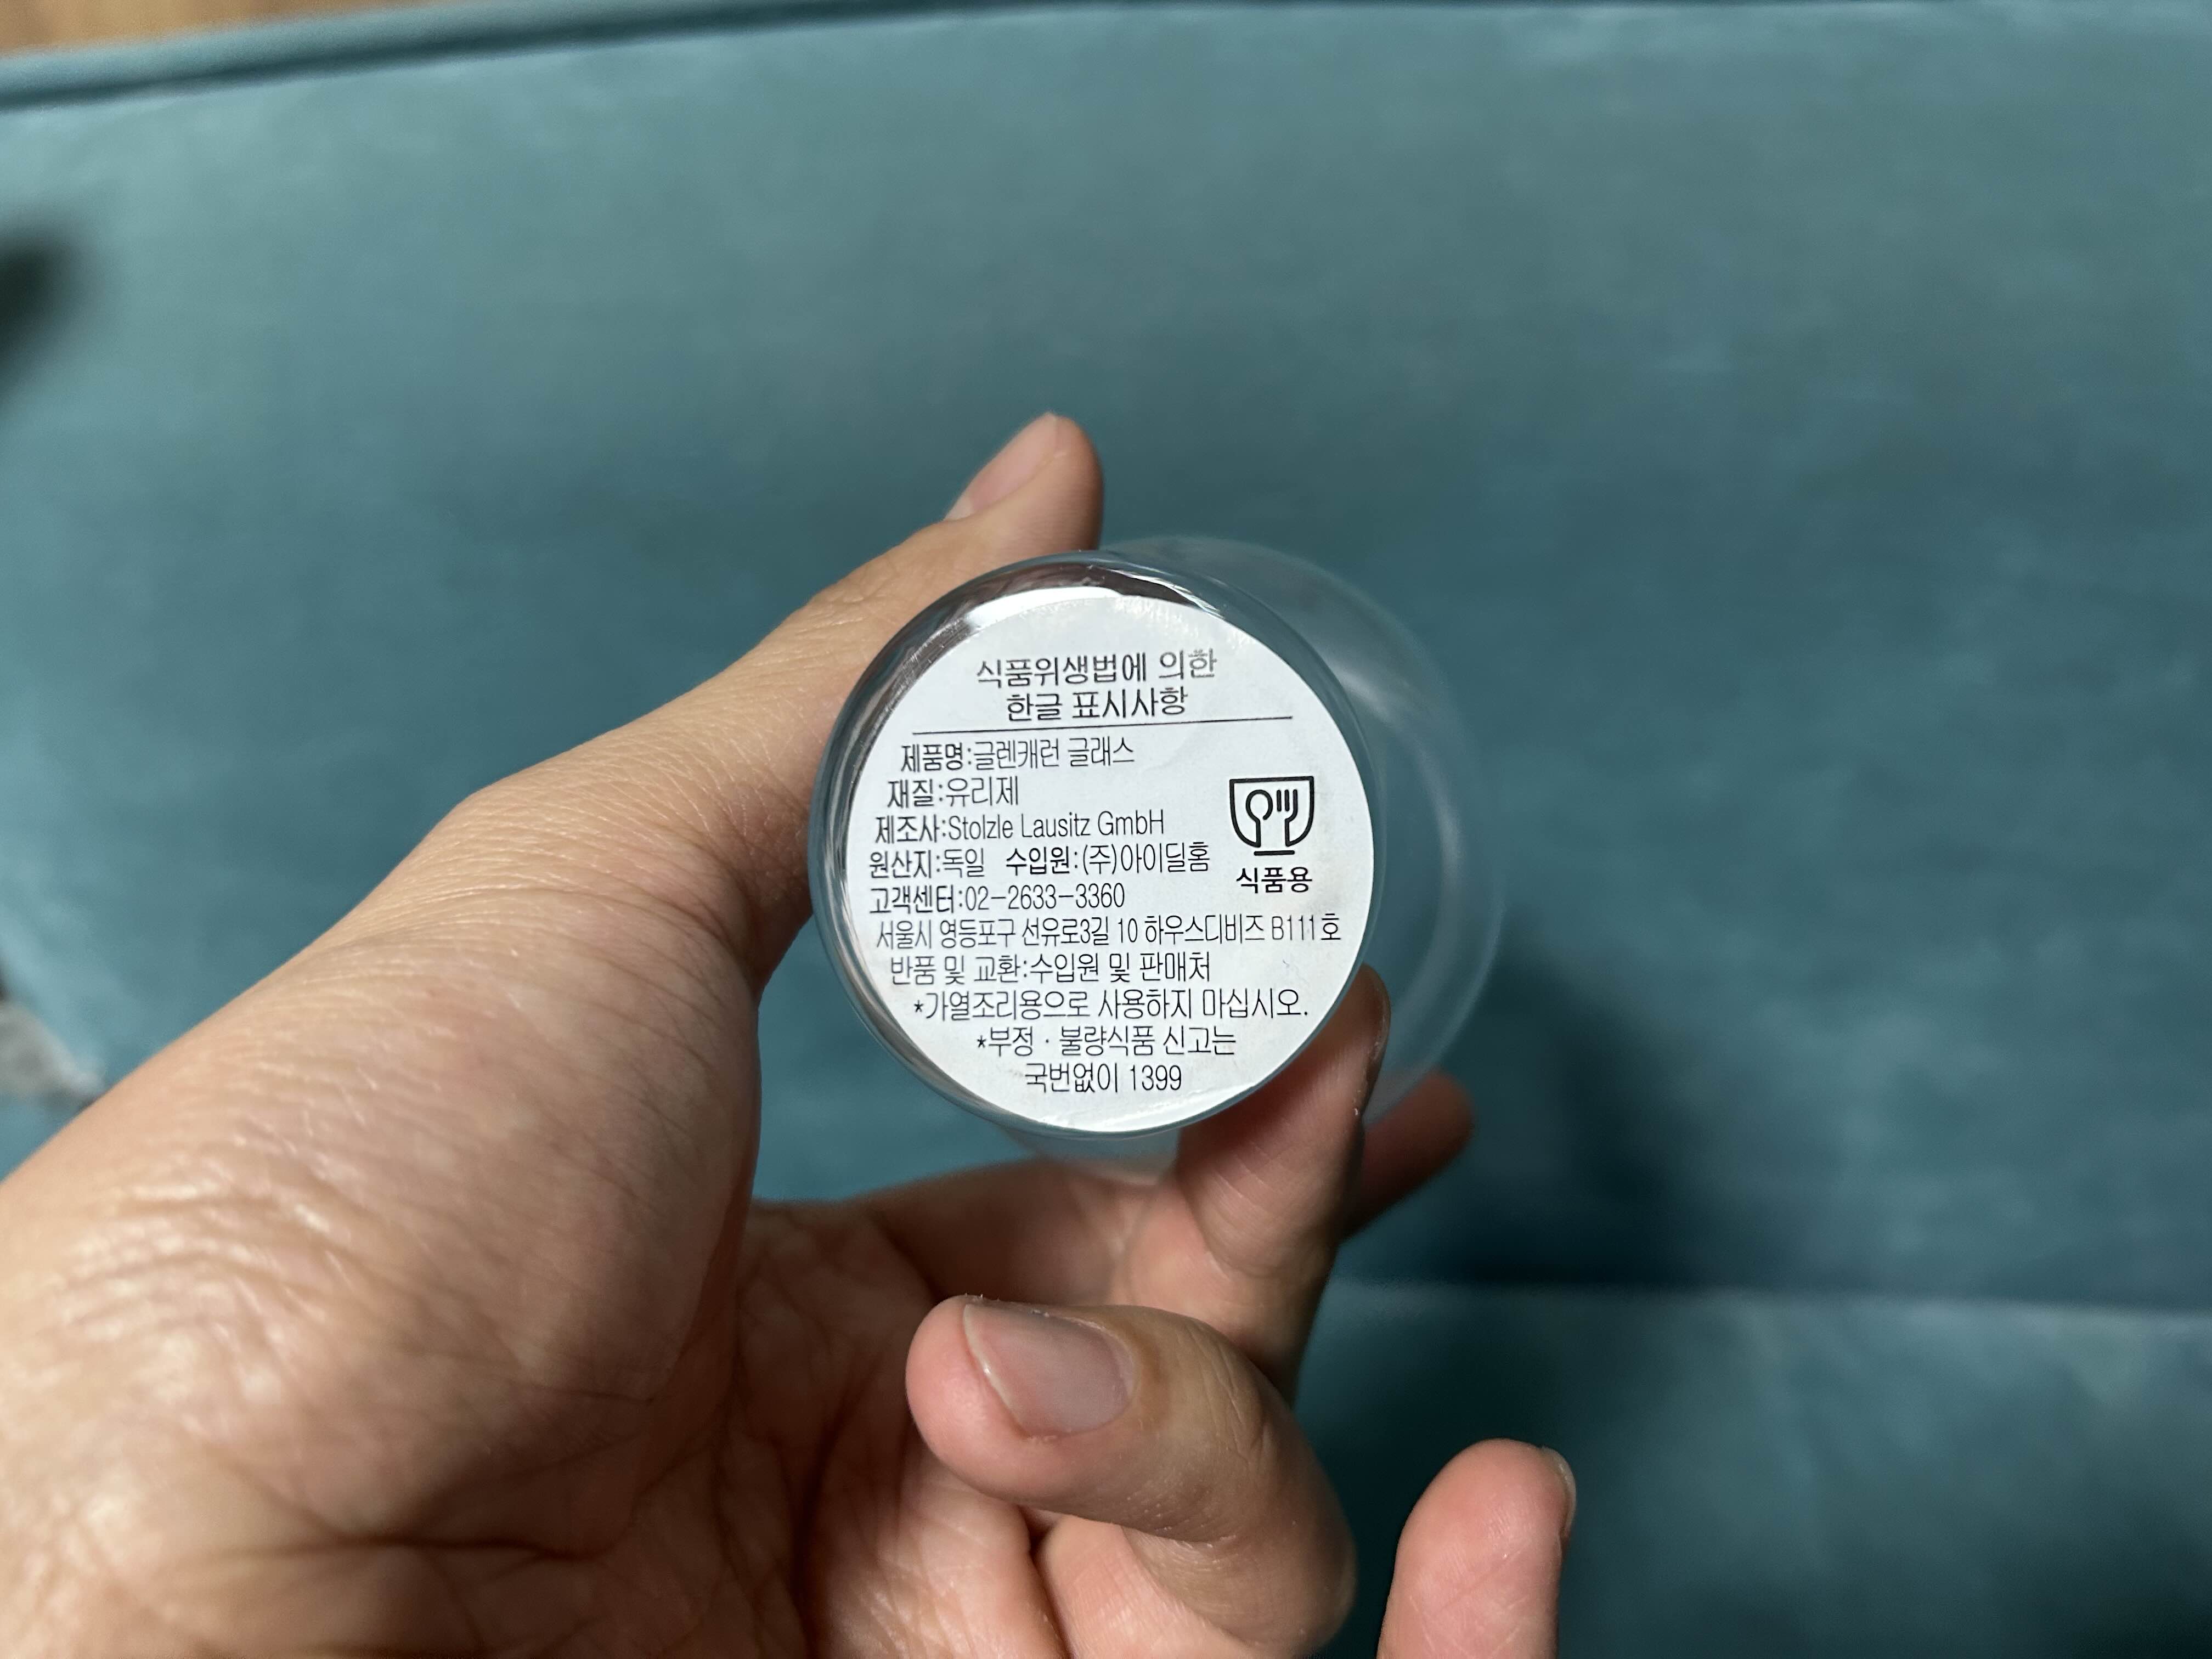 식품위생법에 의한
한글 표시사항
제품명:글렌캐런 글래스
재질:유리제
제조사:Stolzle Lausitz GmbH
원산지:독일 수입원:(주)아이딜홈
고객센터:02-2633-3360
식품용
서울시 영등포구 선유로3길 10 하우스디비즈 B111호
반품 및 교환:수입원 및 판매처
*가열조리용으로 사용하지 마십시오.
*부정·불량식품 신고는
국번없이 1399